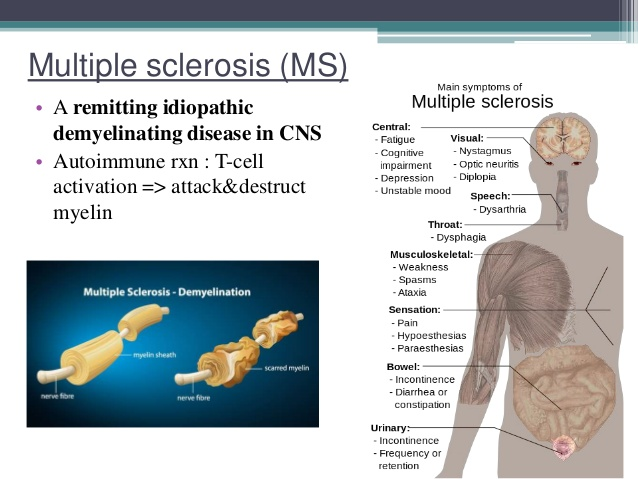 Multiple sclerosis (MS)
• A remitting idiopathic
demyelinating disease in CNS
• Autoimmune rxn : T-cell
activation => attack&destruct
myelin
Multiple Sclerosis - Demyelination
myelin sheath
nerve fibre
scarred myelin
nerve fibre
Main symptoms of
Multiple sclerosis
Central:
- Fatigue
- Cognitive
impairment
- Depression
- Unstable mood
Visual:
- Nystagmus
- Optic neuritis
- Diplopia
Speech:
- Dysarthria
Throat:
- Dysphagia
Musculoskeletal:
- Weakness
- Spasms
- Ataxia
Sensation:
- Pain
- Hypoesthesias
- Paraesthesias
Bowel:
- Incontinence
- Diarrhea or
constipation
Urinary:
- Incontinence
- Frequency or
retention